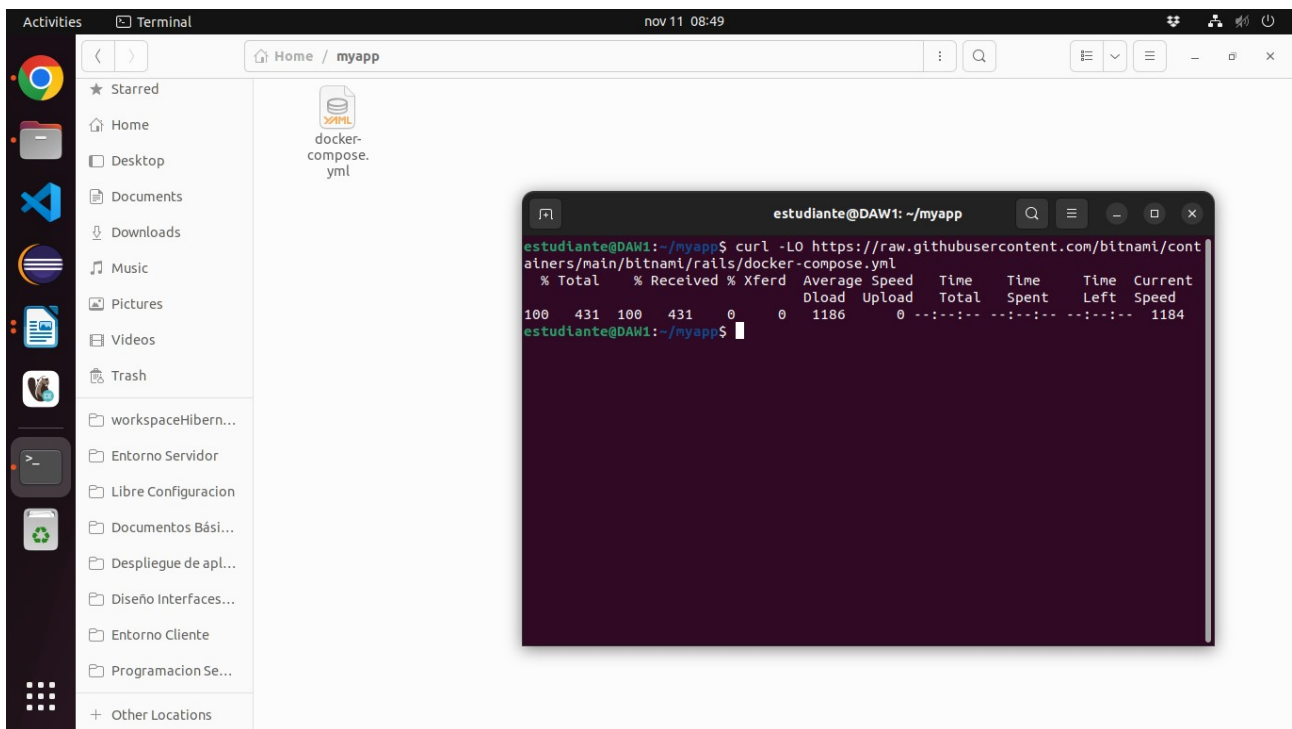 Activities
Terminal
nov 11 08:49
Home / myapp
Starred
Home
Desktop
Documents
Downloads
Music
Pictures
Videos
Trash
workspaceHibern...
Entorno Servidor
Libre Configuracion
Documentos Bási...
Despliegue de apl...
Diseño Interfaces...
Entorno Cliente
Programacion Se...
+ Other Locations
YAML
docker-
compose.
yml
estudiante@DAW1: ~/myapp
estudiante@DAW1:~/myapp$ curl -LO https://raw.githubusercontent.com/bitnami/cont
ainers/main/bitnami/rails/docker-compose.yml
% Total % Received % Xferd Average Speed Time Time Time Current
Dload Upload Total Spent Left Speed
100 431 100 431 0 0 1186 0 --:--:-- --:--:-- --:--:-- 1184
estudiante@DAW1:~/myapp$